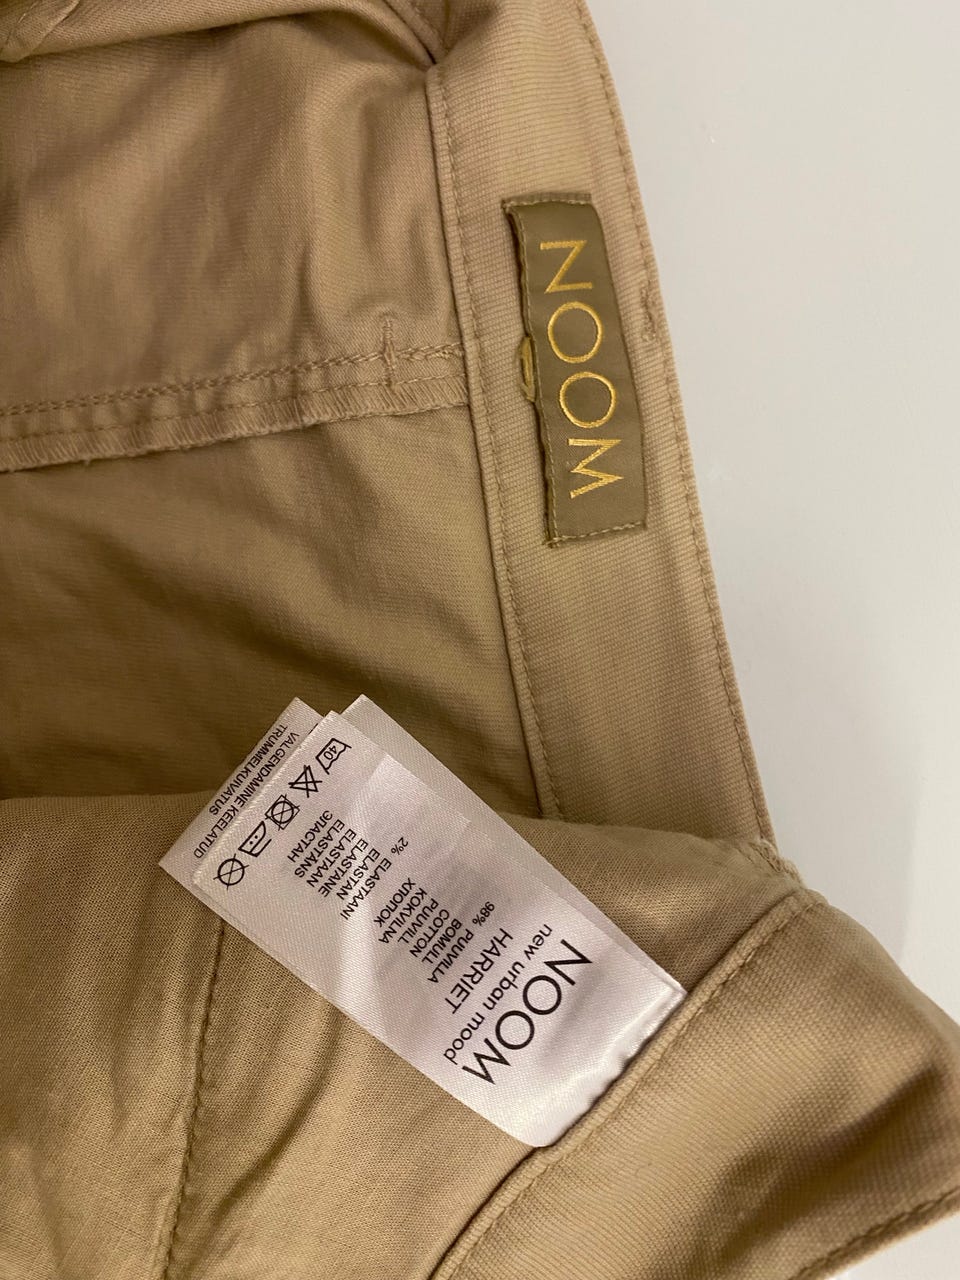 NOOM
NOOM
new urban mood
HARRIET
98% PUUVILLA
BOMULL
COTTON
PUUVILL
KOKVILNA
ХЛОПОК
2% ELASTAANI
ELASTAN
ELASTANE
ELASTAAN
ELASTĀNS
ЭЛАСТАН
40
VALGENDAMINE KEELATUD
TRUMMELKUIVATUS